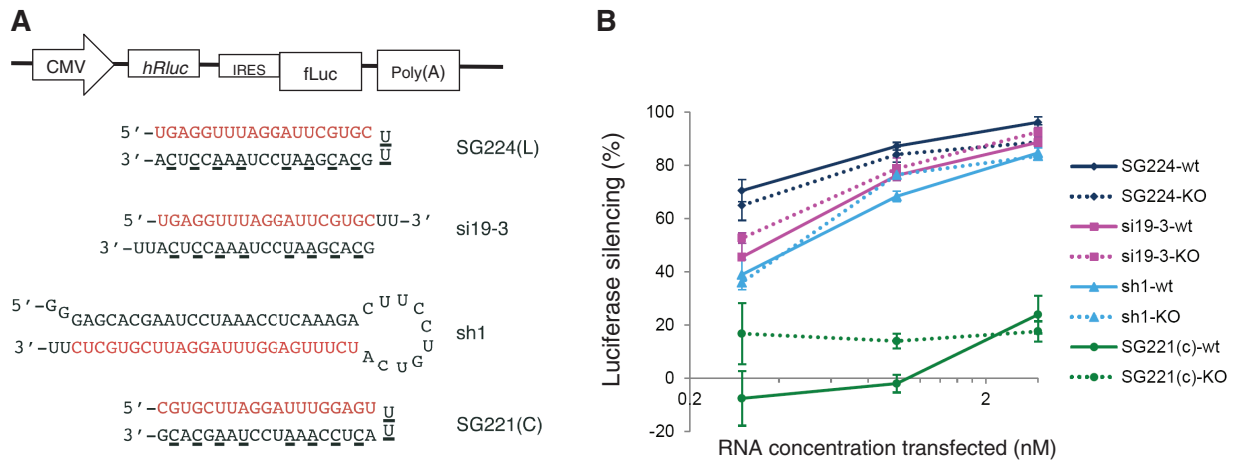 A
CMV
hRluc
IRES
fLuc
Poly(A)
5′-UGAGGUUUAGGAUUCGUGC U
3′-ACUCCAAAUCCUAAGCACG U
SG224(L)
5′-UGAGGUUUAGGAUUCGUGCUU-3′
3′-UUACUCCAAAUCCUAAGCACG
si19-3
5′-GGGAGCACGAAUCCUAAACCUCAAAGACUUCCUGUCA
3′-UUCUCGUGCUUAGGAUUUGGAGUUUCU
sh1
5′-CGUGCUUAGGAUUUGGAGU U
3′-GCACGAAUCCUAAACCUCA U
SG221(C)
B
Luciferase silencing (%)
100
80
60
40
20
0
-20
0.2
2
RNA concentration transfected (nM)
SG224-wt
SG224-KO
si19-3-wt
si19-3-KO
sh1-wt
sh1-KO
SG221(c)-wt
SG221(c)-KO